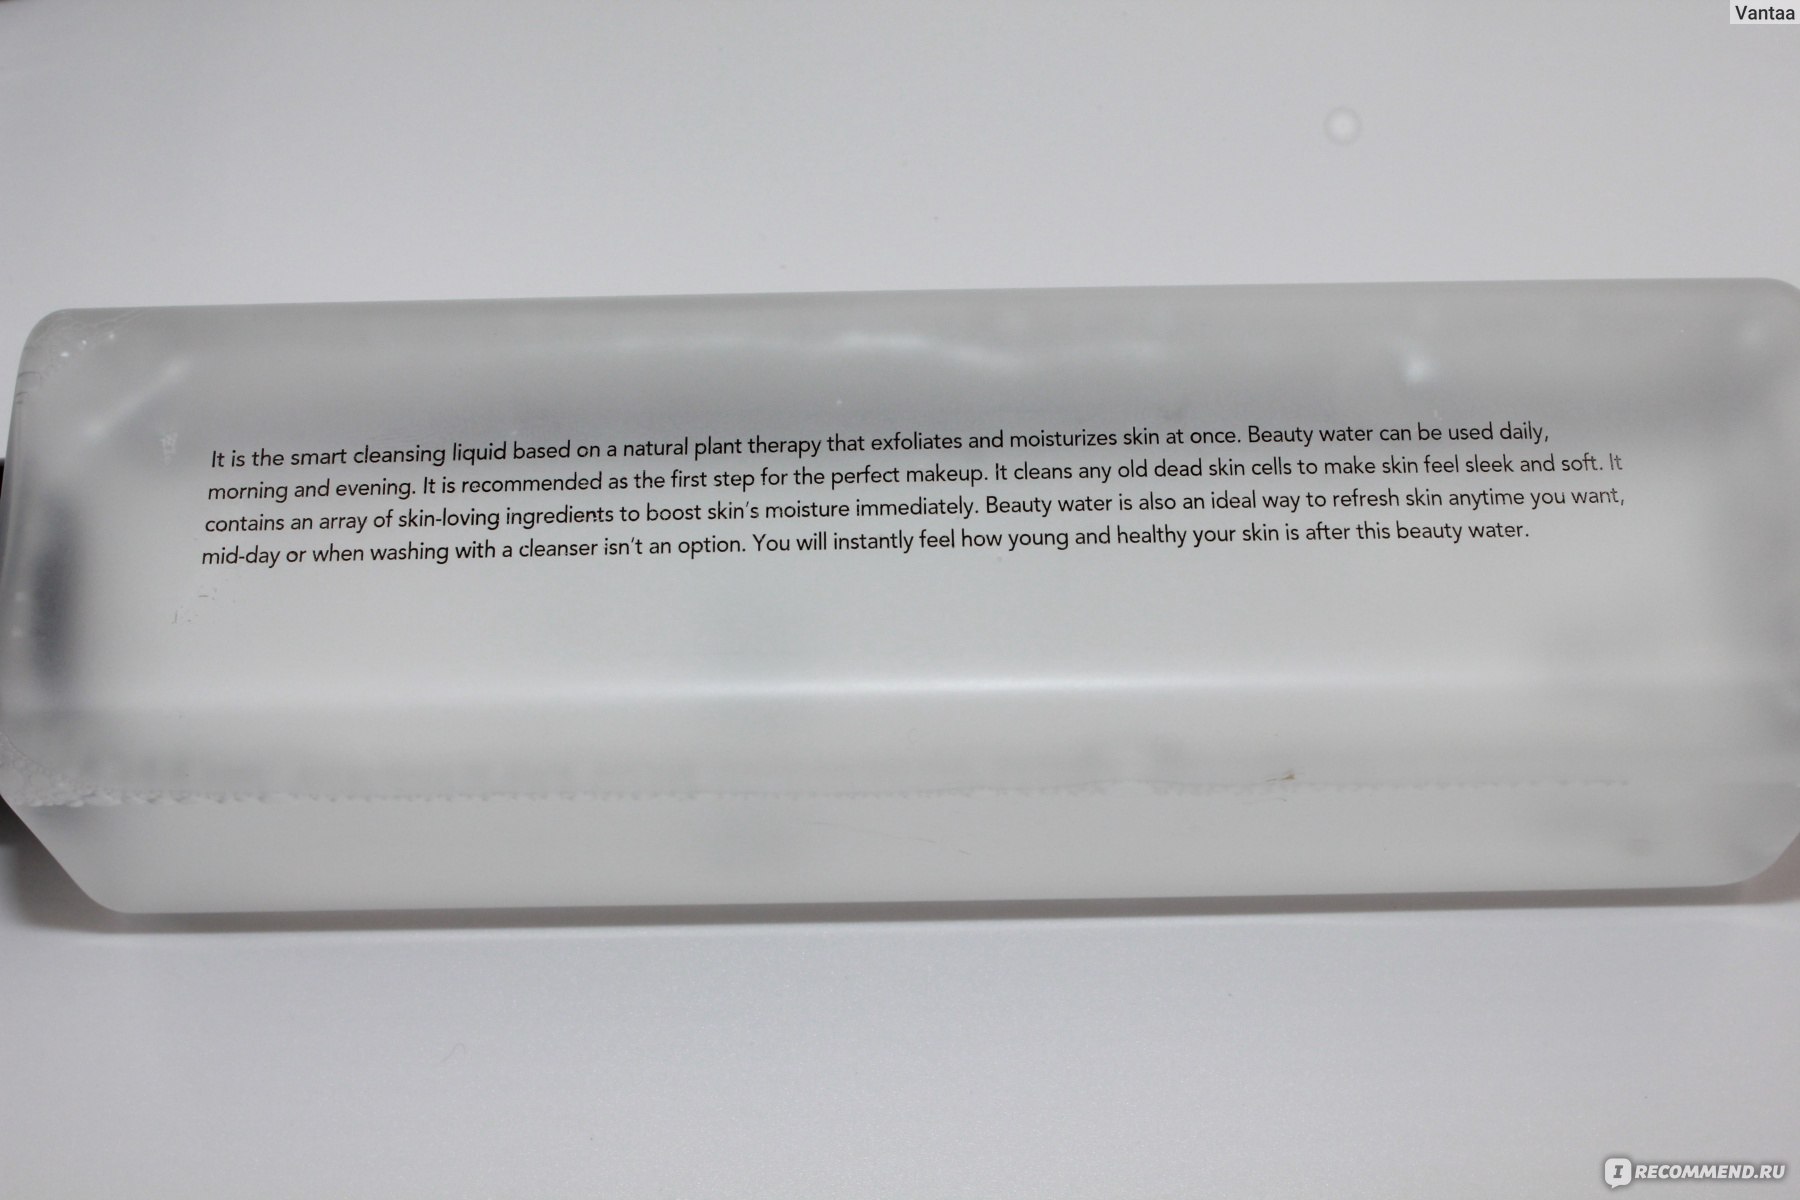 Vantaa
It is the smart cleansing liquid based on a natural plant therapy that exfoliates and moisturizes skin at once. Beauty water can be used daily,
morning and evening. It is recommended as the first step for the perfect makeup. It cleans any old dead skin cells to make skin feel sleek and soft. It
contains an array of skin-loving ingredients to boost skin's moisture immediately. Beauty water is also an ideal way to refresh skin anytime you want,
mid-day or when washing with a cleanser isn't an option. You will instantly feel how young and healthy your skin is after this beauty water.
I RECOMMEND.RU